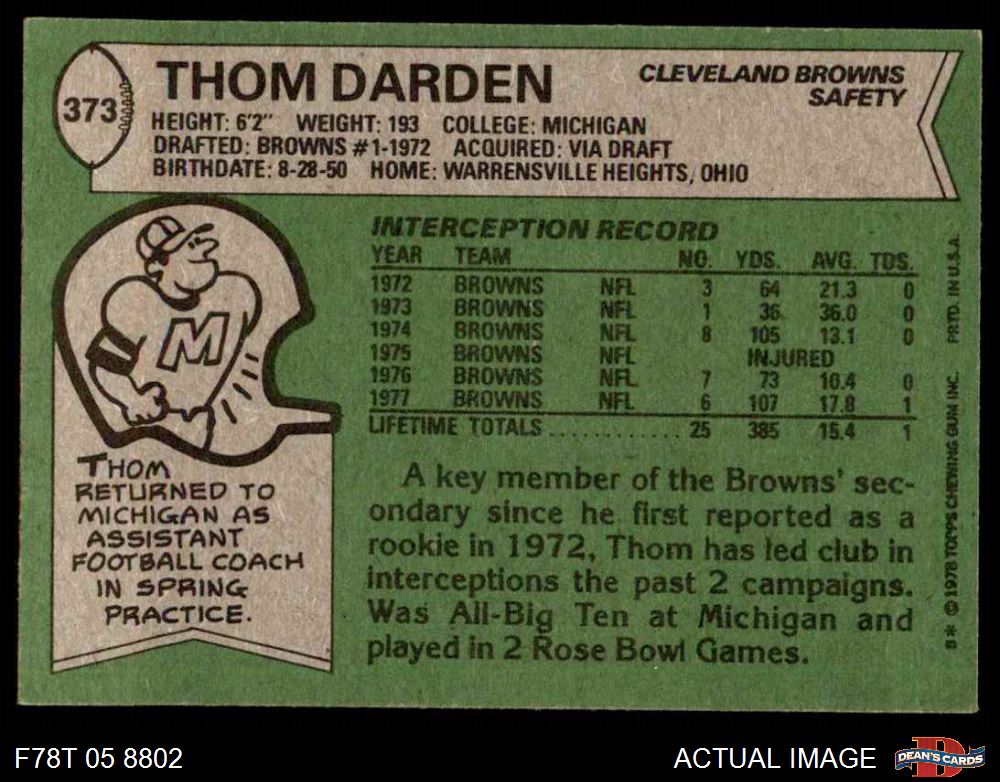 373
THOM DARDEN
CLEVELAND BROWNS
SAFETY
HEIGHT: 6'2" WEIGHT: 193 COLLEGE: MICHIGAN
DRAFTED: BROWNS #1-1972 ACQUIRED: VIA DRAFT
BIRTHDATE: 8-28-50 HOME: WARRENSVILLE HEIGHTS, OHIO
M
THOM
RETURNED TO
MICHIGAN AS
ASSISTANT
FOOTBALL COACH
IN SPRING
PRACTICE.
INTERCEPTION RECORD
YEAR TEAM NO. YDS. AVG. TDS.
1972 BROWNS NFL 3 64 21.3 0
1973 BROWNS NFL 1 36 36.0 0
1974 BROWNS NFL 8 105 13.1 0
1975 BROWNS NFL INJURED
1976 BROWNS NFL 7 73 10.4 0
1977 BROWNS NFL 6 107 17.8 1
LIFETIME TOTALS ............ 25 385 15.4 1
A key member of the Browns' sec-
ondary since he first reported as a
rookie in 1972, Thom has led club in
interceptions the past 2 campaigns.
Was All-Big Ten at Michigan and
played in 2 Rose Bowl Games.
B* © 1978 TOPPS CHEWING GUM INC. PRTD. IN U.S.A.
F78T 05 8802
ACTUAL IMAGE
D
DEAN'S CARDS